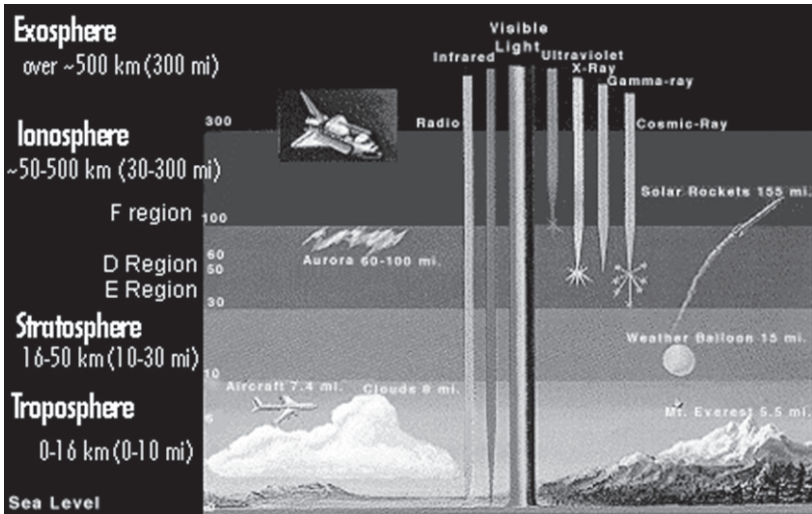 Exosphere
over ~500 km (300 mi)
Ionosphere
~50-500 km (30-300 mi)
F region
D Region
E Region
Stratosphere
16-50 km (10-30 mi)
Troposphere
0-16 km (0-10 mi)
Sea Level
300
100
60
50
30
10
Visible
Light
Infrared
Ultraviolet
X-Ray
Gamma-ray
Radio
Cosmic-Ray
Solar Rockets 155 mi.
Aurora 60-100 mi.
Weather Balloon 15 mi.
Aircraft 7.4 mi.
Clouds 8 mi.
Mt. Everest 5.5 mi.